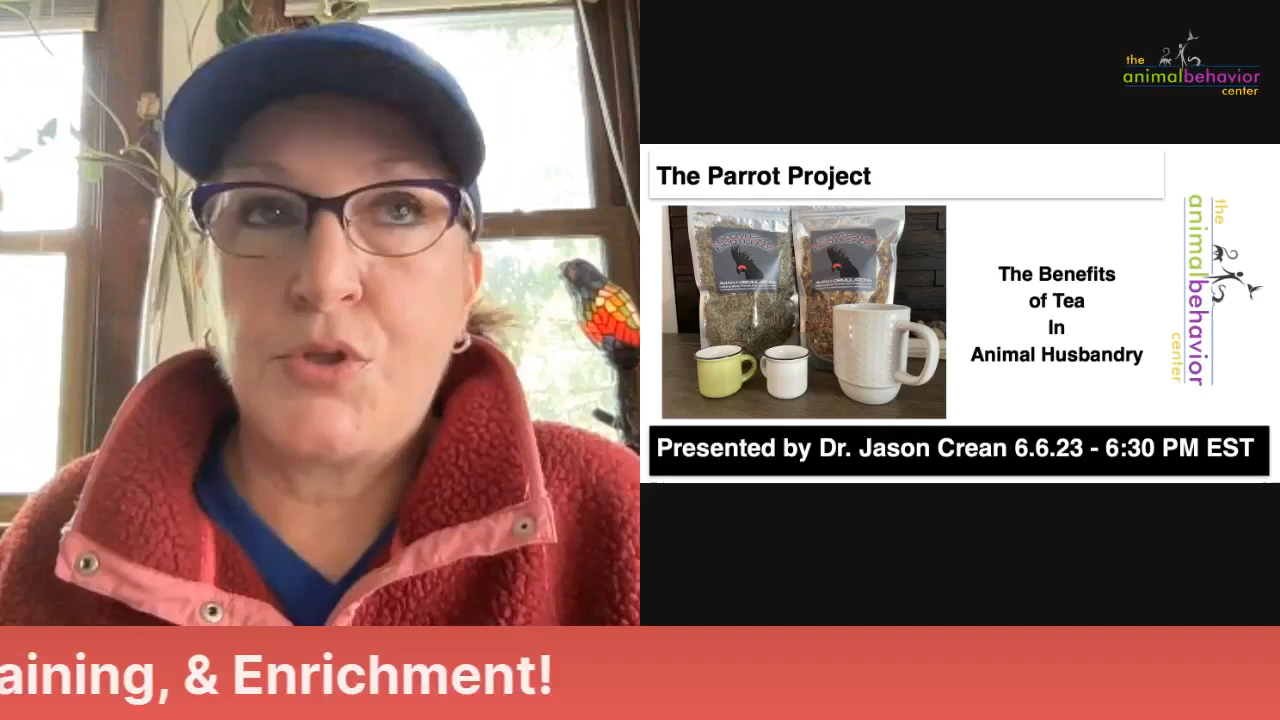 the
animalbehavior
center
The Parrot Project
The Benefits
of Tea
In
Animal Husbandry
the
animalbehavior
center
Presented by Dr. Jason Crean 6.6.23 - 6:30 PM EST
aining, & Enrichment!